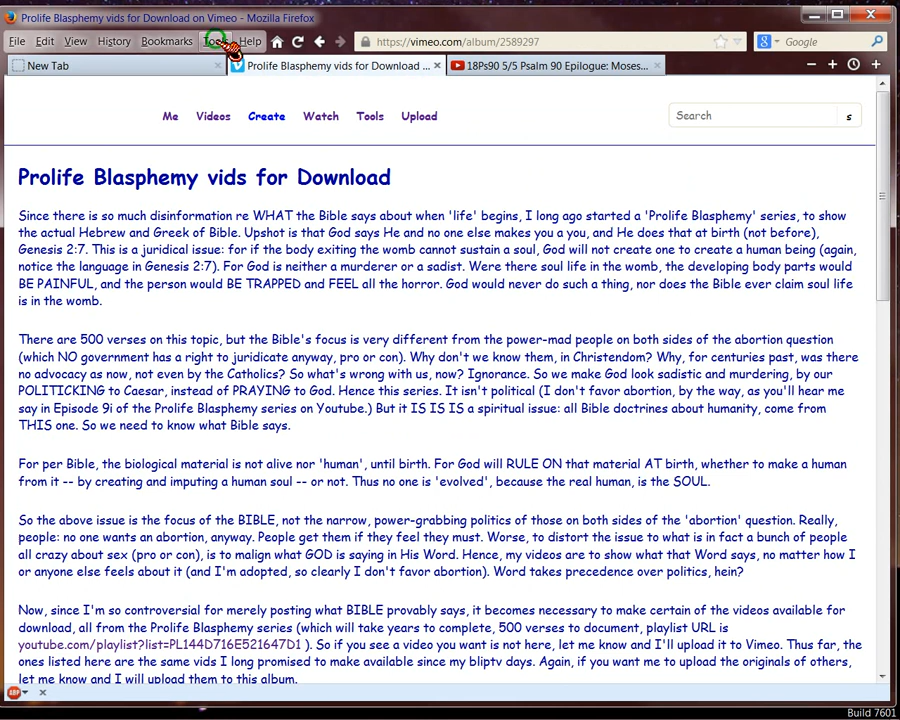 Prolife Blasphemy vids for Download on Vimeo - Mozilla Firefox
File Edit View History Bookmarks Tools Help https://vimeo.com/album/2589297 Google
New Tab Prolife Blasphemy vids for Download ... 18Ps90 5/5 Psalm 90 Epilogue: Moses...
Me Videos Create Watch Tools Upload Search s
Prolife Blasphemy vids for Download
Since there is so much disinformation re WHAT the Bible says about when 'life' begins, I long ago started a 'Prolife Blasphemy' series, to show
the actual Hebrew and Greek of Bible. Upshot is that God says He and no one else makes you a you, and He does that at birth (not before),
Genesis 2:7. This is a juridical issue: for if the body exiting the womb cannot sustain a soul, God will not create one to create a human being (again,
notice the language in Genesis 2:7). For God is neither a murderer or a sadist. Were there soul life in the womb, the developing body parts would
BE PAINFUL, and the person would BE TRAPPED and FEEL all the horror. God would never do such a thing, nor does the Bible ever claim soul life
is in the womb.
There are 500 verses on this topic, but the Bible's focus is very different from the power-mad people on both sides of the abortion question
(which NO government has a right to juridicate anyway, pro or con). Why don't we know them, in Christendom? Why, for centuries past, was there
no advocacy as now, not even by the Catholics? So what's wrong with us, now? Ignorance. So we make God look sadistic and murdering, by our
POLITICKING to Caesar, instead of PRAYING to God. Hence this series. It isn't political (I don't favor abortion, by the way, as you'll hear me
say in Episode 9i of the Prolife Blasphemy series on Youtube.) But it IS IS IS a spiritual issue: all Bible doctrines about humanity, come from
THIS one. So we need to know what Bible says.
For per Bible, the biological material is not alive nor 'human', until birth. For God will RULE ON that material AT birth, whether to make a human
from it -- by creating and imputing a human soul -- or not. Thus no one is 'evolved', because the real human, is the SOUL.
So the above issue is the focus of the BIBLE, not the narrow, power-grabbing politics of those on both sides of the 'abortion' question. Really,
people: no one wants an abortion, anyway. People get them if they feel they must. Worse, to distort the issue to what is in fact a bunch of people
all crazy about sex (pro or con), is to malign what GOD is saying in His Word. Hence, my videos are to show what that Word says, no matter how I
or anyone else feels about it (and I'm adopted, so clearly I don't favor abortion). Word takes precedence over politics, hein?
Now, since I'm so controversial for merely posting what BIBLE provably says, it becomes necessary to make certain of the videos available for
download, all from the Prolife Blasphemy series (which will take years to complete, 500 verses to document, playlist URL is
youtube.com/playlist?list=PL144D716E521647D1 ). So if you see a video you want is not here, let me know and I'll upload it to Vimeo. Thus far, the
ones listed here are the same vids I long promised to make available since my bliptv days. Again, if you want me to upload the originals of others,
let me know and I will upload them to this album.
ABP
Build 7601